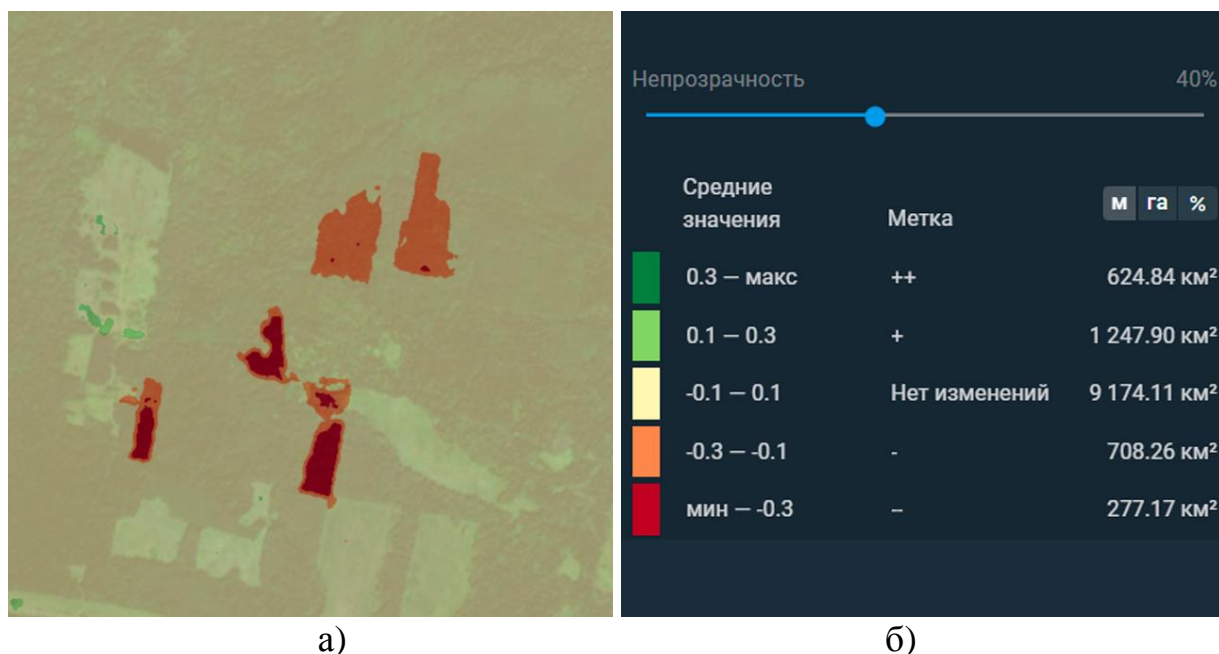 Непрозрачность 40%
Средние
значения Метка м га %
0.3 — макс ++ 624.84 км²
0.1 — 0.3 + 1 247.90 км²
-0.1 — 0.1 Нет изменений 9 174.11 км²
-0.3 — -0.1 - 708.26 км²
мин — -0.3 -- 277.17 км²
а) б)